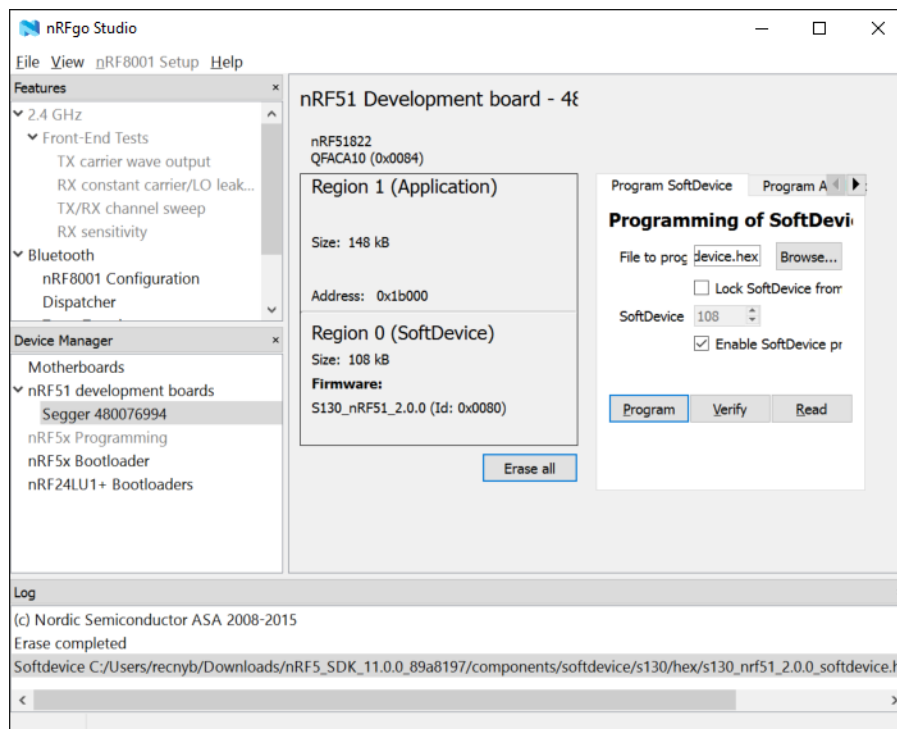 nRFgo Studio
File View nRF8001 Setup Help
Features
2.4 GHz
Front-End Tests
TX carrier wave output
RX constant carrier/LO leak...
TX/RX channel sweep
RX sensitivity
Bluetooth
nRF8001 Configuration
Dispatcher
Device Manager
Motherboards
nRF51 development boards
Segger 480076994
nRF5x Programming
nRF5x Bootloader
nRF24LU1+ Bootloaders
nRF51 Development board - 48
nRF51822
QFACA10 (0x0084)
Region 1 (Application)
Size: 148 kB
Address: 0x1b000
Region 0 (SoftDevice)
Size: 108 kB
Firmware:
S130_nRF51_2.0.0 (Id: 0x0080)
Erase all
Program SoftDevice Program A
Programming of SoftDevi
File to prog device.hex Browse...
Lock SoftDevice from
SoftDevice 108
Enable SoftDevice pr
Program Verify Read
Log
(c) Nordic Semiconductor ASA 2008-2015
Erase completed
Softdevice C:/Users/recnyb/Downloads/nRF5_SDK_11.0.0_89a8197/components/softdevice/s130/hex/s130_nrf51_2.0.0_softdevice.h